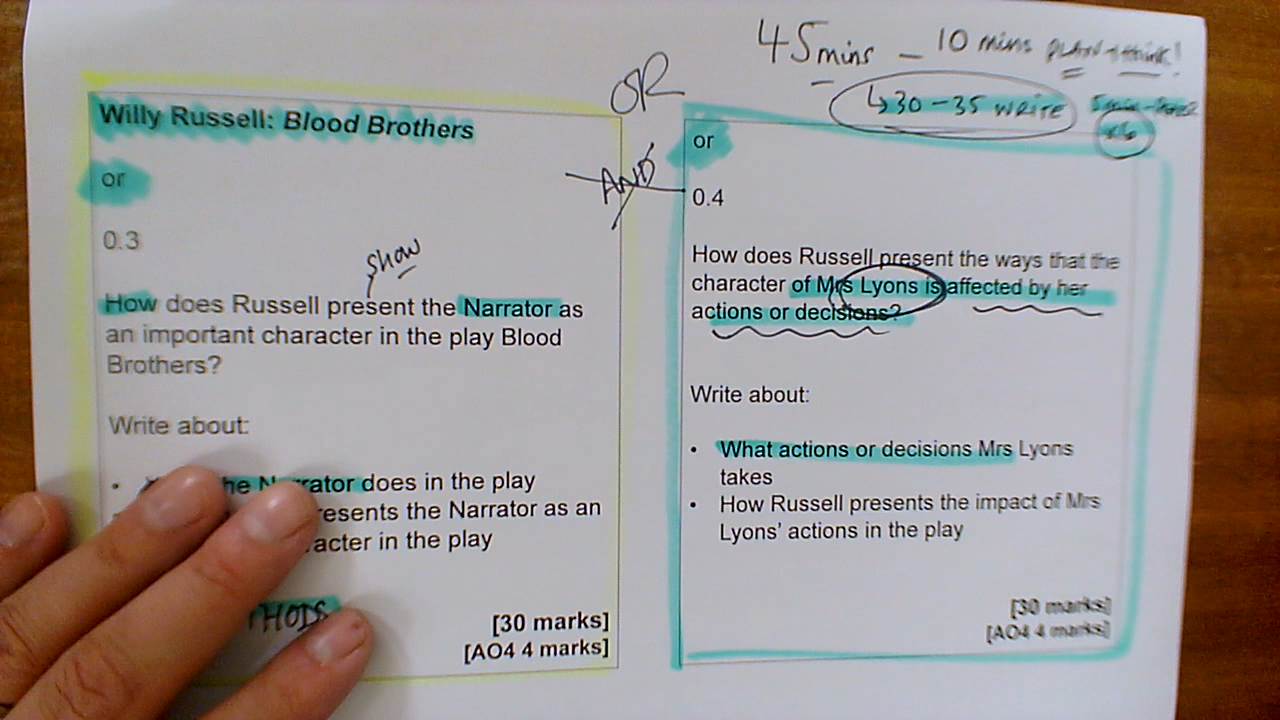 45 mins - 10 mins PLAN + think!
↳ 30 - 35 WRITE
OR
AND
Willy Russell: Blood Brothers
or
0.3
show
How does Russell present the Narrator as
an important character in the play Blood
Brothers?
Write about:
• the Narrator does in the play
resents the Narrator as an
acter in the play
HODS
[30 marks]
[AO4 4 marks]
or
0.4
How does Russell present the ways that the
character of Mrs Lyons is affected by her
actions or decisions?
Write about:
• What actions or decisions Mrs Lyons
takes
• How Russell presents the impact of Mrs
Lyons' actions in the play
[30 marks]
[AO4 4 marks]